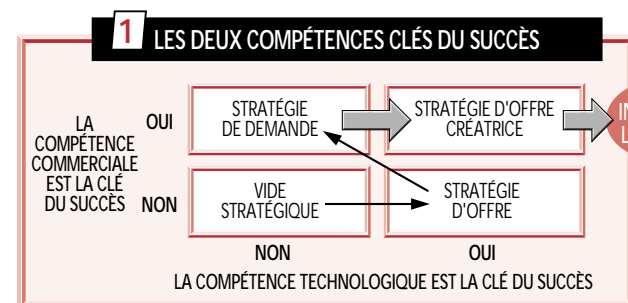 1 LES DEUX COMPÉTENCES CLÉS DU SUCCÈS
LA
COMPÉTENCE
COMMERCIALE
EST LA CLÉ
DU SUCCÈS
OUI
STRATÉGIE
DE DEMANDE
STRATÉGIE D'OFFRE
CRÉATRICE
NON
VIDE
STRATÉGIQUE
STRATÉGIE
D'OFFRE
NON
OUI
LA COMPÉTENCE TECHNOLOGIQUE EST LA CLÉ DU SUCCÈS